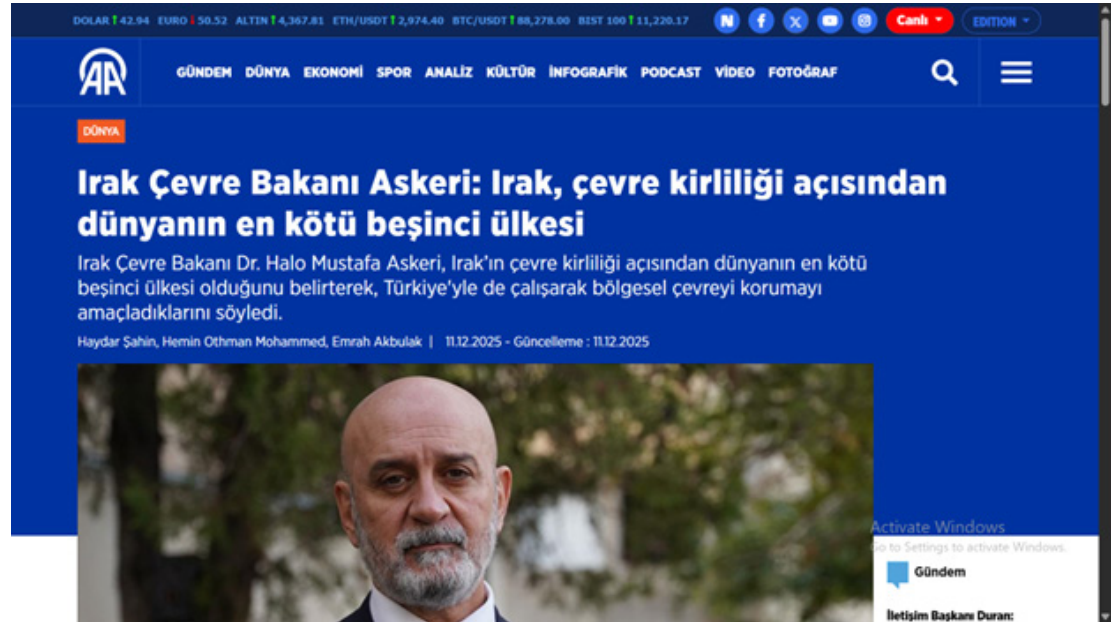 DOLAR 42.94 EURO 50.52 ALTIN 4,367.81 ETH/USDT 2,974.40 BTC/USDT 88,278.00 BIST 100 11,220.17 N Canlı EDITION
AA GÜNDEM DÜNYA EKONOMİ SPOR ANALİZ KÜLTÜR İNFOGRAFİK PODCAST VİDEO FOTOĞRAF
DÜNYA
Irak Çevre Bakanı Askeri: Irak, çevre kirliliği açısından
dünyanın en kötü beşinci ülkesi
Irak Çevre Bakanı Dr. Halo Mustafa Askeri, Irak'ın çevre kirliliği açısından dünyanın en kötü
beşinci ülkesi olduğunu belirterek, Türkiye'yle de çalışarak bölgesel çevreyi korumayı
amaçladıklarını söyledi.
Haydar Şahin, Hemin Othman Mohammed, Emrah Akbulak | 11.12.2025 - Güncelleme : 11.12.2025
Activate Windows
Go to Settings to activate Windows.
Gündem
İletişim Başkanı Duran: